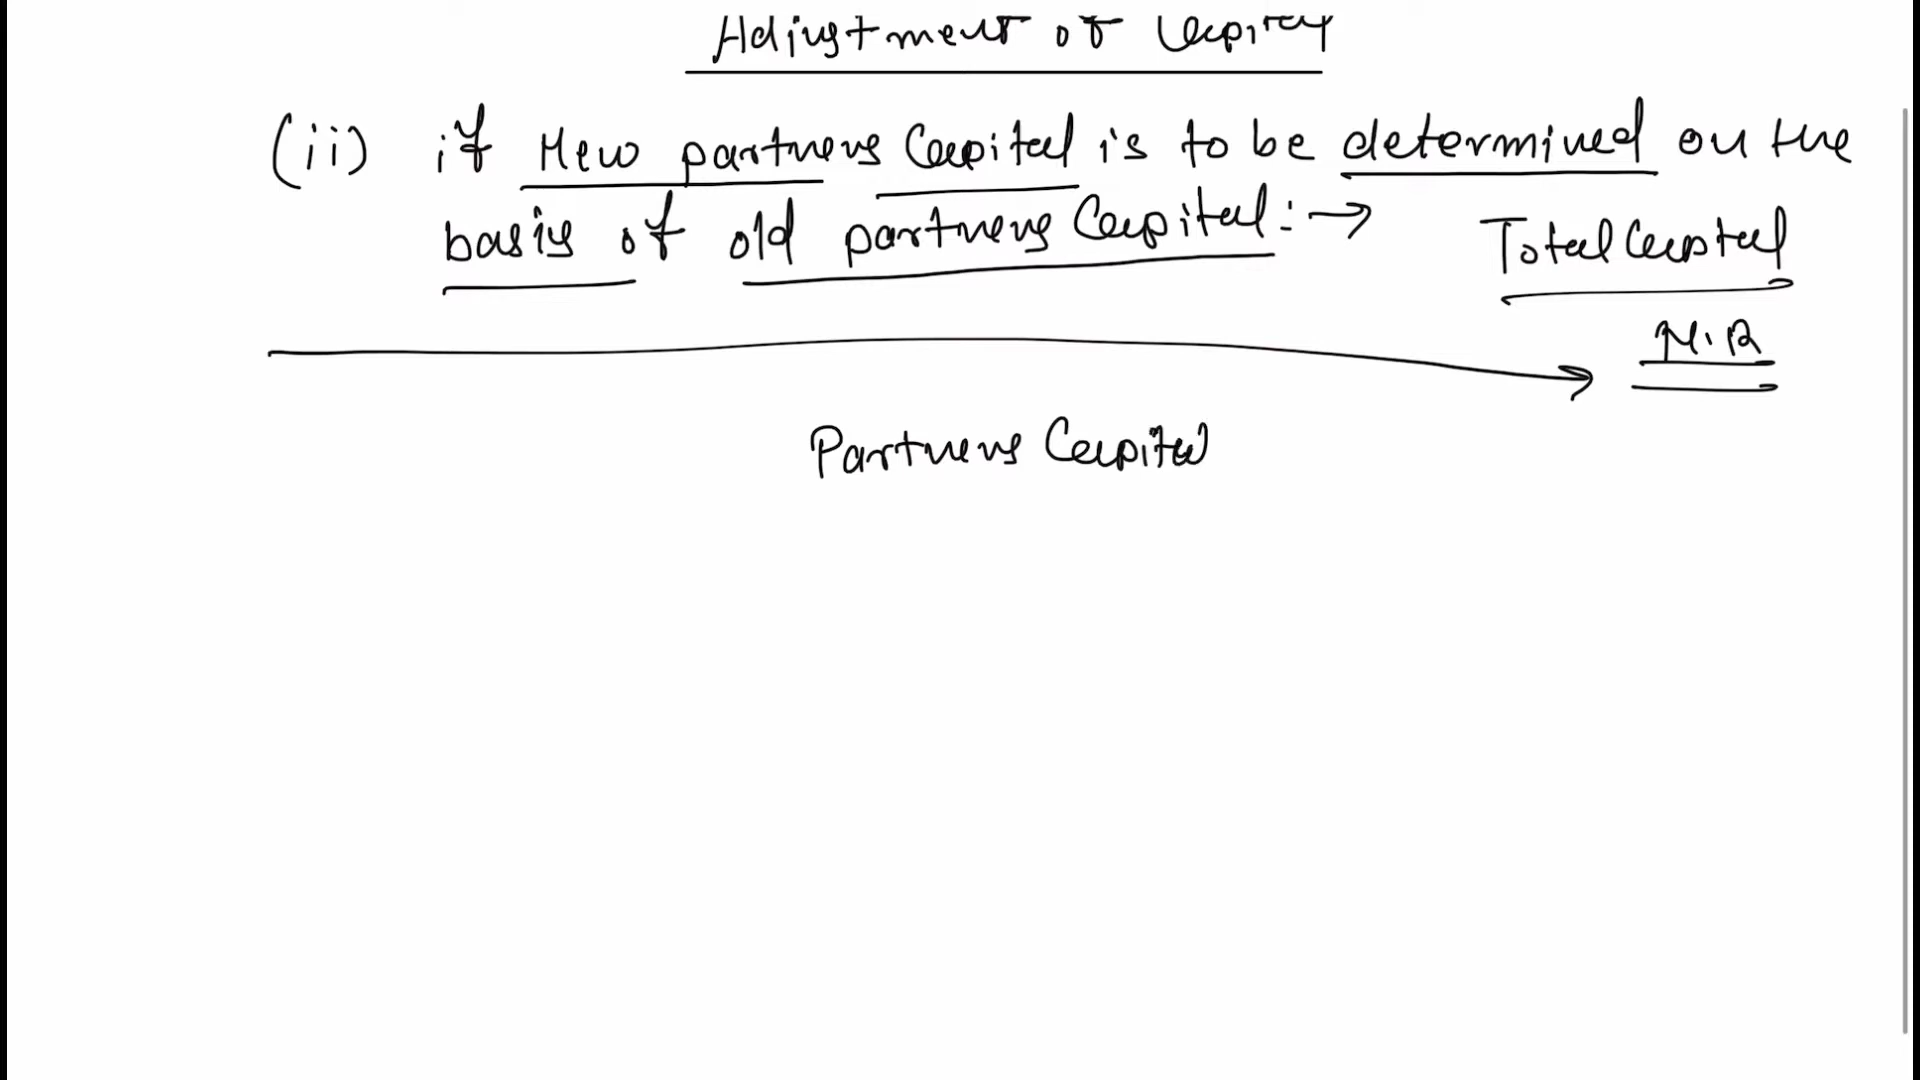 Adjustment of Capital
(ii) if New partners Capital is to be determined on the
basis of old partners Capital :→
Total Capital
N.R
Partners Capital